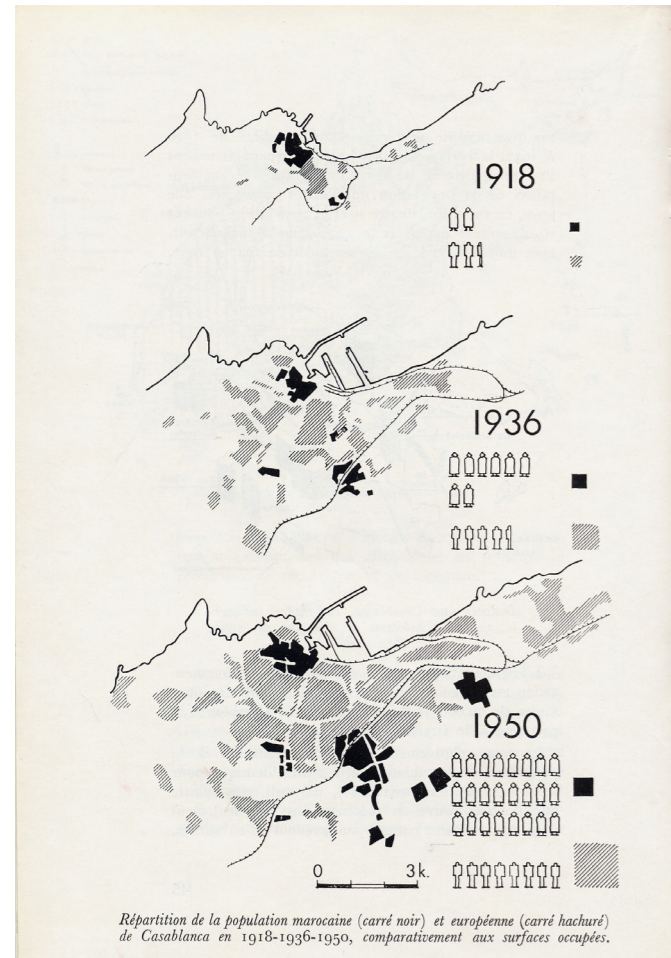 1918
1936
1950
0 3k.
Répartition de la population marocaine (carré noir) et européenne (carré hachuré)
de Casablanca en 1918-1936-1950, comparativement aux surfaces occupées.